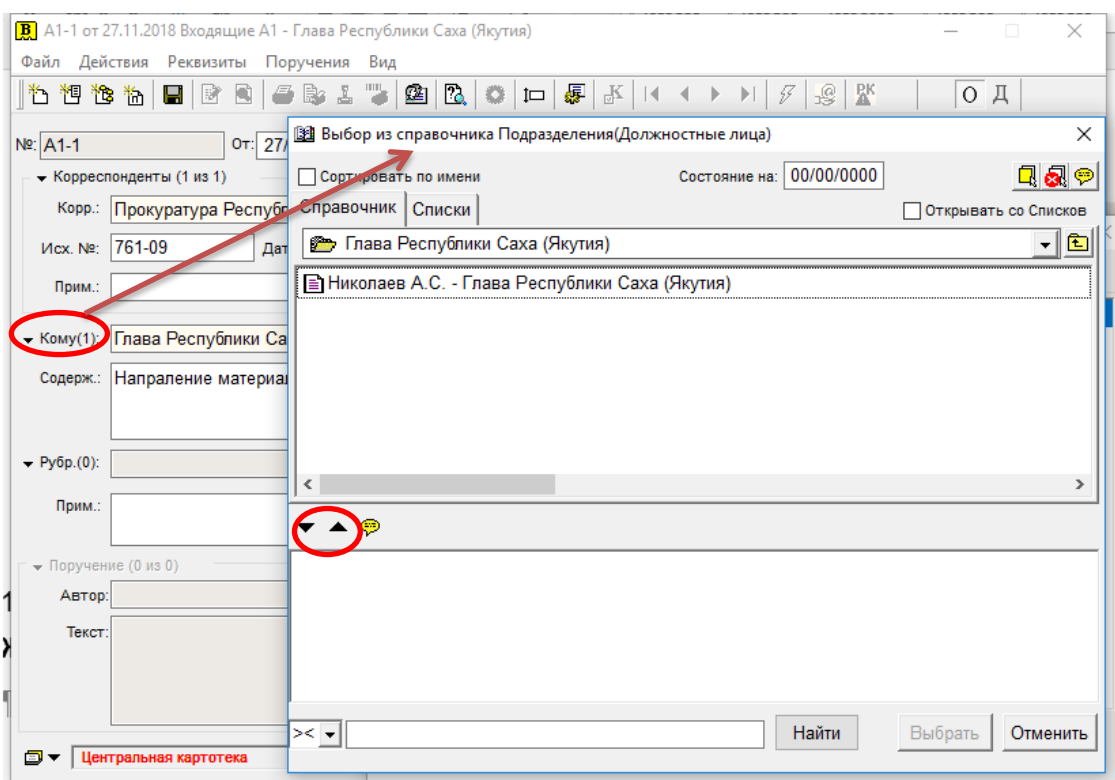 А1-1 от 27.11.2018 Входящие А1 - Глава Республики Саха (Якутия)
Файл Действия Реквизиты Поручения Вид
О Д
№: А1-1 От: 27/
Корреспонденты (1 из 1)
Корр.: Прокуратура Республ
Исх. №: 761-09 Дат
Прим.:
Кому(1): Глава Республики Са
Содерж.: Напраление материал
Рубр.(0):
Прим.:
Поручение (0 из 0)
Автор:
Текст:
Центральная картотека
Выбор из справочника Подразделения(Должностные лица)
Сортировать по имени Состояние на: 00/00/0000
Справочник Списки Открывать со Списков
Глава Республики Саха (Якутия)
Николаев А.С. - Глава Республики Саха (Якутия)
>< Найти Выбрать Отменить